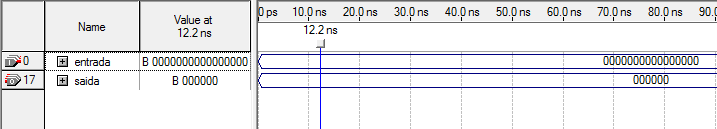 Name Value at 12.2 ns 0 ps 10.0 ns 20.0 ns 30.0 ns 40.0 ns 50.0 ns 60.0 ns 70.0 ns 80.0 ns 90.
12.2 ns
0 entrada B 0000000000000000 0000000000000000
17 saida B 000000 000000